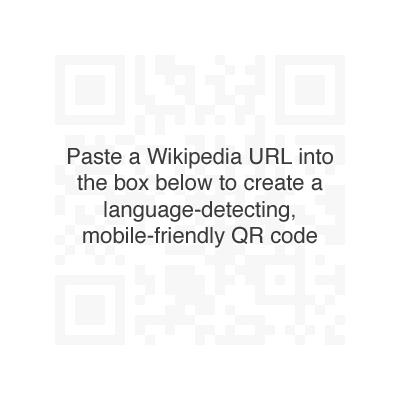 Paste a Wikipedia URL into
the box below to create a
language-detecting,
mobile-friendly QR code